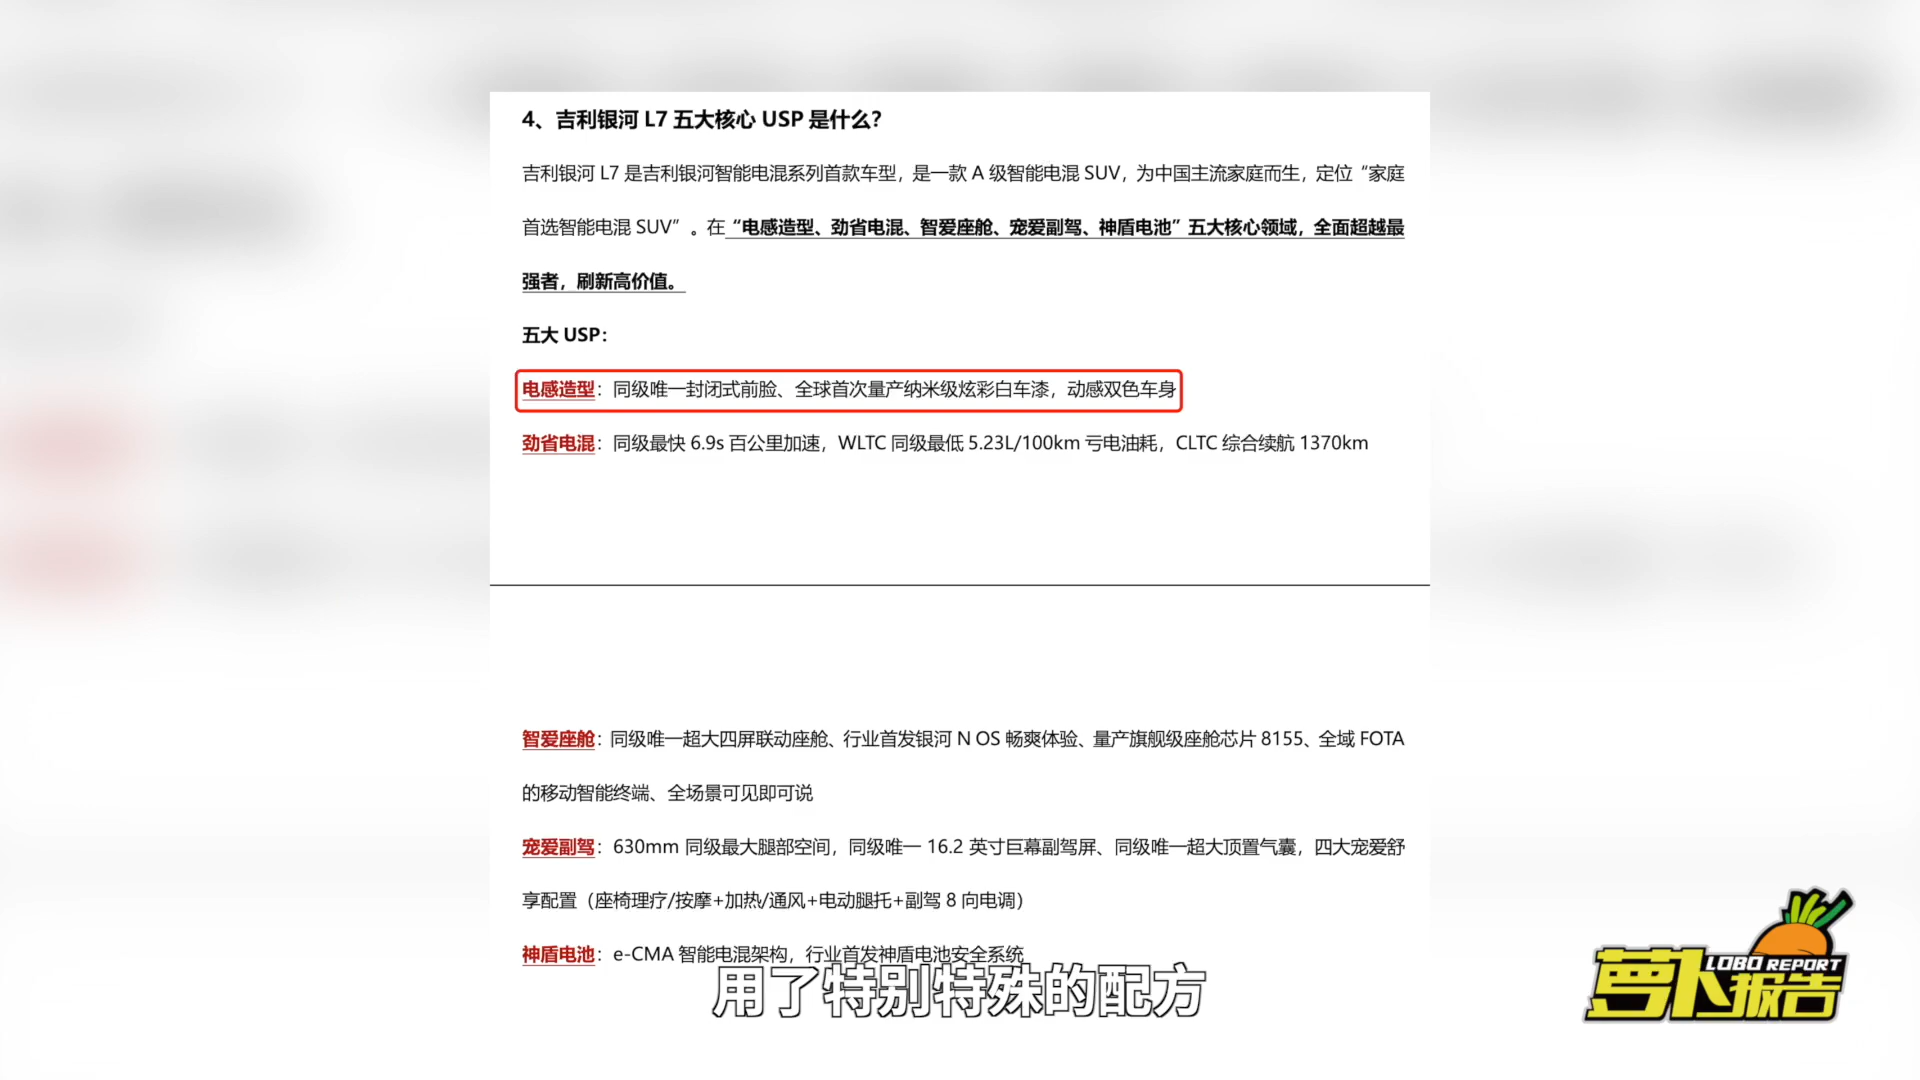 4、吉利银河 L7 五大核心 USP 是什么？
吉利银河 L7 是吉利银河智能电混系列首款车型，是一款 A 级智能电混 SUV，为中国主流家庭而生，定位“家庭
首选智能电混 SUV”。在“电感造型、劲省电混、智爱座舱、宠爱副驾、神盾电池”五大核心领域，全面超越最
强者，刷新高价值。
五大 USP：
电感造型：同级唯一封闭式前脸、全球首次量产纳米级炫彩白车漆，动感双色车身
劲省电混：同级最快 6.9s 百公里加速，WLTC 同级最低 5.23L/100km 亏电油耗，CLTC 综合续航 1370km
智爱座舱：同级唯一超大四屏联动座舱、行业首发银河 N OS 畅爽体验、量产旗舰级座舱芯片 8155、全域 FOTA
的移动智能终端、全场景可见即可说
宠爱副驾：630mm 同级最大腿部空间，同级唯一 16.2 英寸巨幕副驾屏、同级唯一超大顶置气囊，四大宠爱舒
享配置（座椅理疗/按摩+加热/通风+电动腿托+副驾 8 向电调）
神盾电池：e-CMA 智能电混架构，行业首发神盾电池安全系统
用了特别特殊的配方
LOBO REPORT
萝卜报告